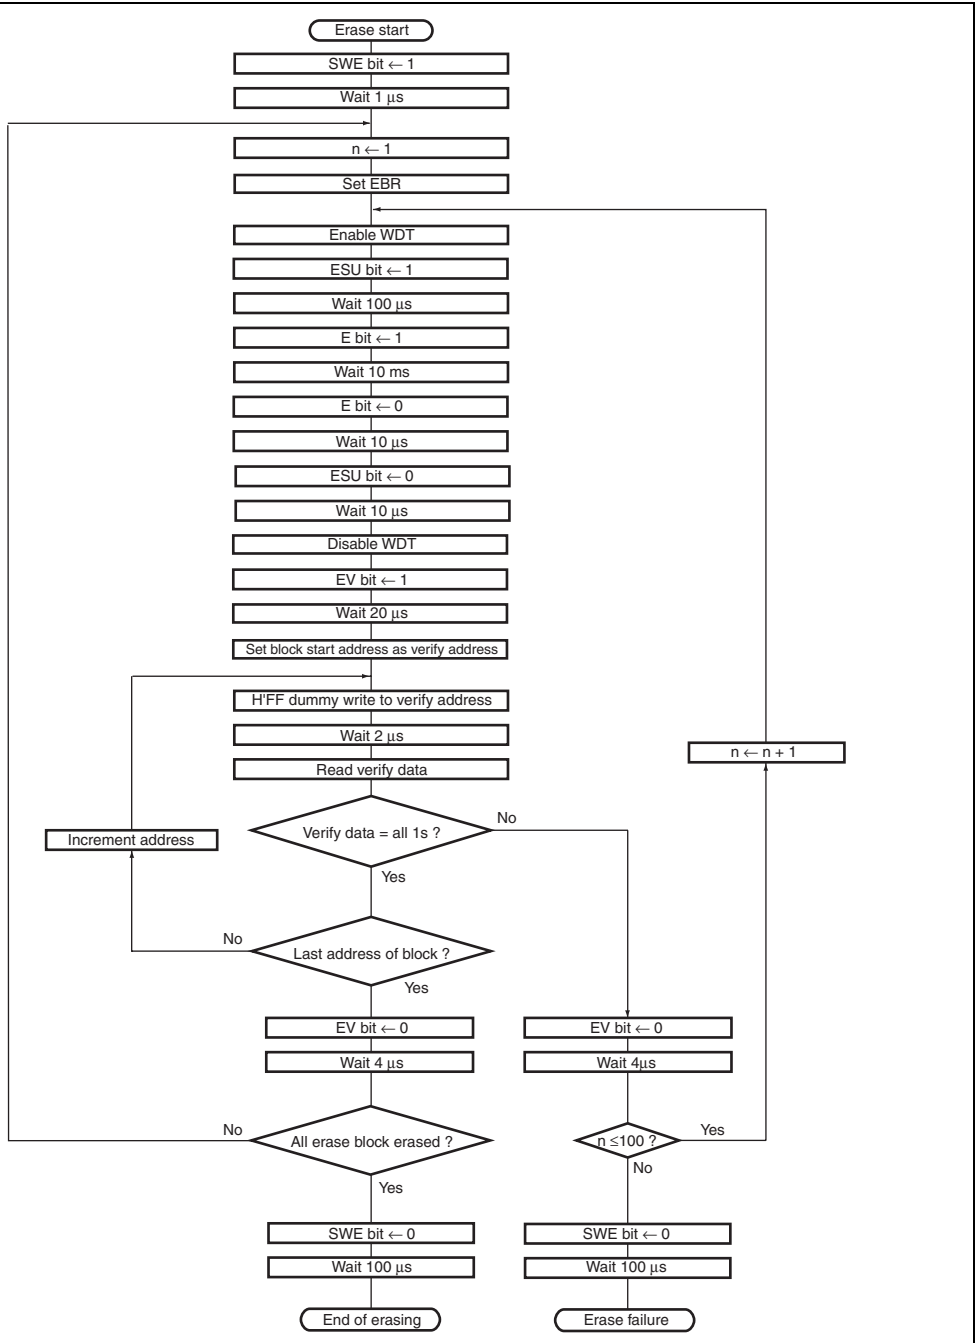 Erase start
SWE bit ← 1
Wait 1 μs
n ← 1
Set EBR
Enable WDT
ESU bit ← 1
Wait 100 μs
E bit ← 1
Wait 10 ms
E bit ← 0
Wait 10 μs
ESU bit ← 0
Wait 10 μs
Disable WDT
EV bit ← 1
Wait 20 μs
Set block start address as verify address
H'FF dummy write to verify address
Wait 2 μs
n ← n + 1
Read verify data
Verify data = all 1s ?
No
Increment address
Yes
No
Last address of block ?
Yes
EV bit ← 0
EV bit ← 0
Wait 4 μs
Wait 4μs
No
All erase block erased ?
n ≤100 ?
Yes
Yes
No
SWE bit ← 0
SWE bit ← 0
Wait 100 μs
Wait 100 μs
End of erasing
Erase failure